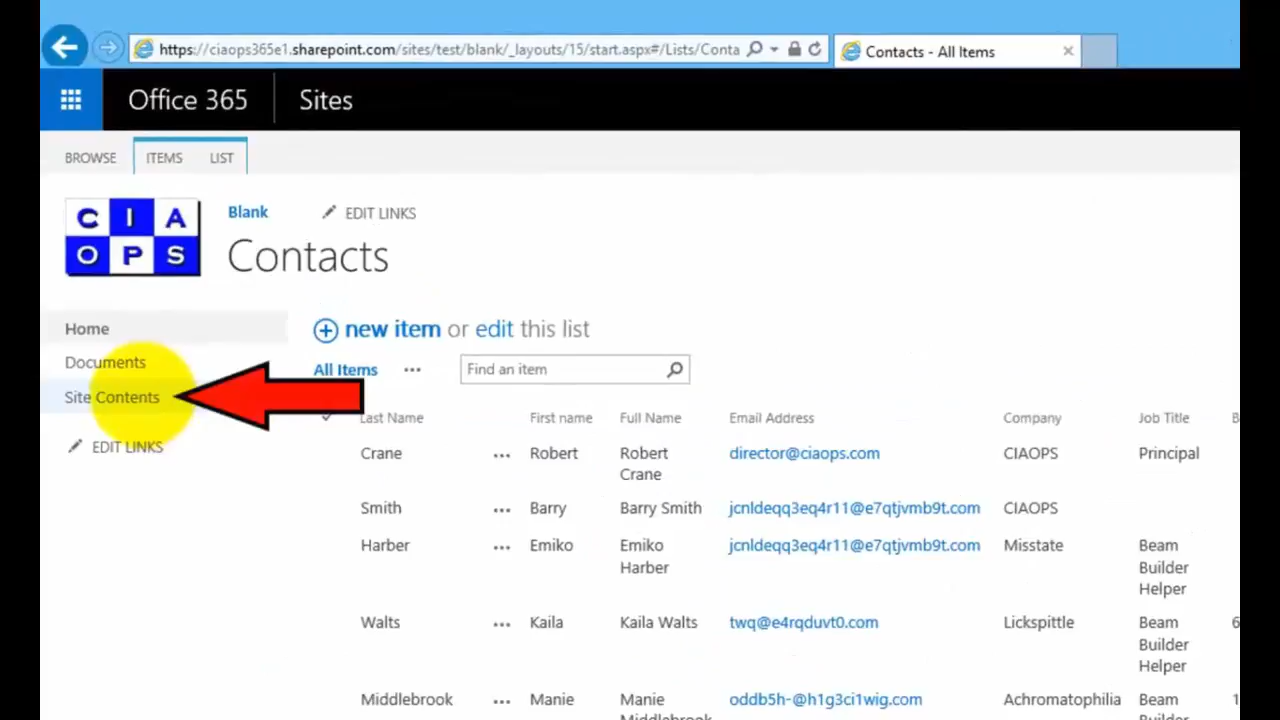 https://ciaops365e1.sharepoint.com/sites/test/blank/_layouts/15/start.aspx#/Lists/Conta
Contacts - All Items
Office 365
Sites
BROWSE
ITEMS
LIST
C I A
O P S
Blank
EDIT LINKS
Contacts
Home
Documents
Site Contents
EDIT LINKS
new item or edit this list
All Items
Find an item
Last Name First name Full Name Email Address Company Job Title
Crane ... Robert Robert director@ciaops.com CIAOPS Principal
Crane
Smith ... Barry Barry Smith jcnldeqq3eq4r11@e7qtjvmb9t.com CIAOPS
Harber ... Emiko Emiko jcnldeqq3eq4r11@e7qtjvmb9t.com Misstate Beam
Harber Builder
Helper
Walts ... Kaila Kaila Walts twq@e4rqduvt0.com Lickspittle Beam 6
Builder
Helper
Middlebrook ... Manie Manie oddb5h-@h1g3ci1wig.com Achromatophilia Beam 1
Middlebrook Builder